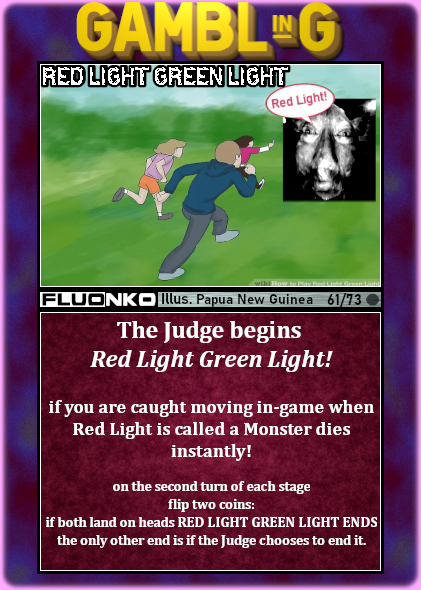 GAMBLINGG
RED LIGHT GREEN LIGHT
Red Light!
wikiHow to Play Red Light Green Light
FLUONKO Illus. Papua New Guinea 61/73
The Judge begins
Red Light Green Light!
if you are caught moving in-game when
Red Light is called a Monster dies
instantly!
on the second turn of each stage
flip two coins:
if both land on heads RED LIGHT GREEN LIGHT ENDS
the only other end is if the Judge chooses to end it.